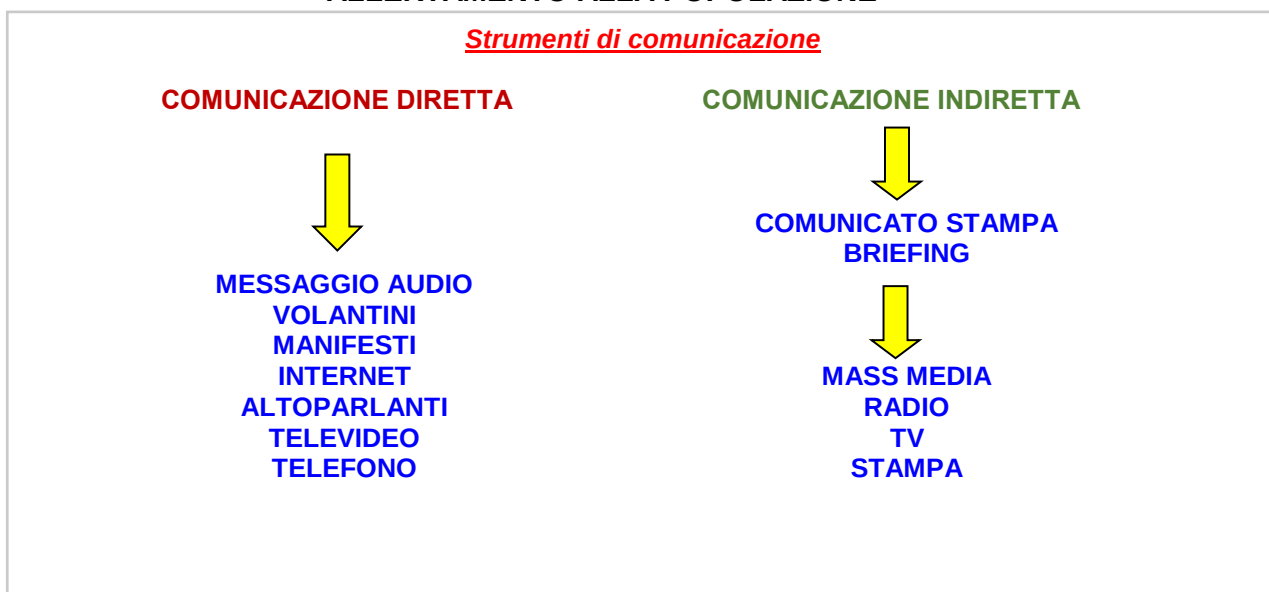 Strumenti di comunicazione
COMUNICAZIONE DIRETTA
MESSAGGIO AUDIO
VOLANTINI
MANIFESTI
INTERNET
ALTOPARLANTI
TELEVIDEO
TELEFONO
COMUNICAZIONE INDIRETTA
COMUNICATO STAMPA
BRIEFING
MASS MEDIA
RADIO
TV
STAMPA